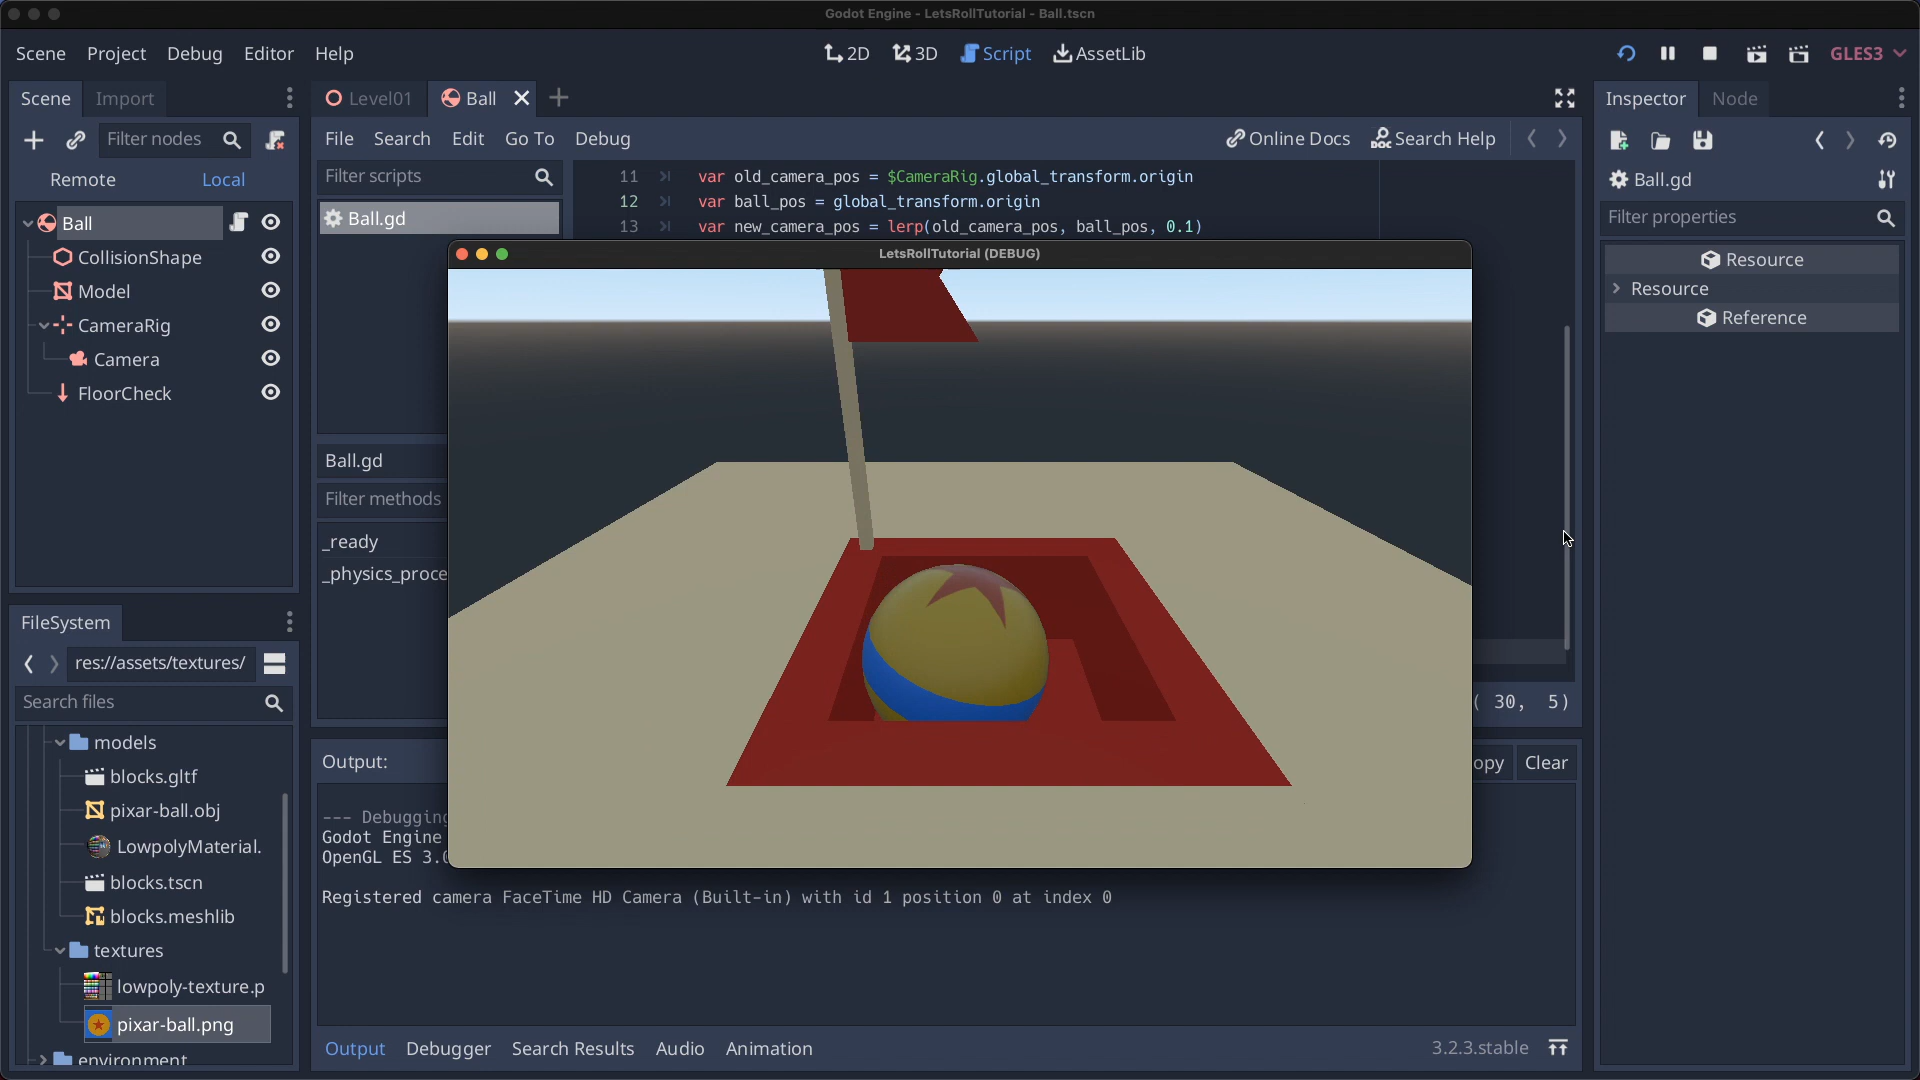 Godot Engine - LetsRollTutorial - Ball.tscn
Scene Project Debug Editor Help
2D 3D Script AssetLib
GLES3
Scene Import
Filter nodes
Remote Local
Ball
CollisionShape
Model
CameraRig
Camera
FloorCheck
FileSystem
res://assets/textures/
Search files
models
blocks.gltf
pixar-ball.obj
LowpolyMaterial.
blocks.tscn
blocks.meshlib
textures
lowpoly-texture.p
pixar-ball.png
environment
Level01 Ball
File Search Edit Go To Debug
Online Docs Search Help
Filter scripts
Ball.gd
11 var old_camera_pos = $CameraRig.global_transform.origin
12 var ball_pos = global_transform.origin
13 var new_camera_pos = lerp(old_camera_pos, ball_pos, 0.1)
LetsRollTutorial (DEBUG)
Ball.gd
Filter methods
_ready
_physics_proce
( 30, 5)
Output:
opy Clear
--- Debugging
Godot Engine
OpenGL ES 3.0
Registered camera FaceTime HD Camera (Built-in) with id 1 position 0 at index 0
Output Debugger Search Results Audio Animation
3.2.3.stable
Inspector Node
Ball.gd
Filter properties
Resource
Resource
Reference